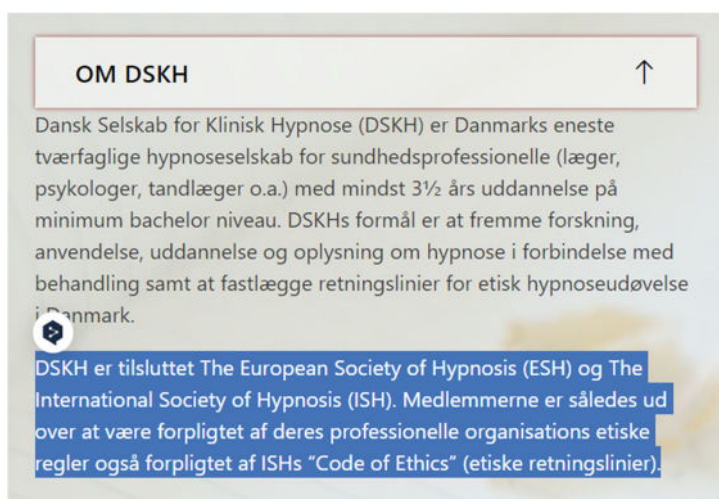 OM DSKH
Dansk Selskab for Klinisk Hypnose (DSKH) er Danmarks eneste
tværfaglige hypnoseselskab for sundhedsprofessionelle (læger,
psykologer, tandlæger o.a.) med mindst 3½ års uddannelse på
minimum bachelor niveau. DSKHs formål er at fremme forskning,
anvendelse, uddannelse og oplysning om hypnose i forbindelse med
behandling samt at fastlægge retningslinier for etisk hypnoseudøvelse
i Danmark.
DSKH er tilsluttet The European Society of Hypnosis (ESH) og The
International Society of Hypnosis (ISH). Medlemmerne er således ud
over at være forpligtet af deres professionelle organisations etiske
regler også forpligtet af ISHs “Code of Ethics” (etiske retningslinier).